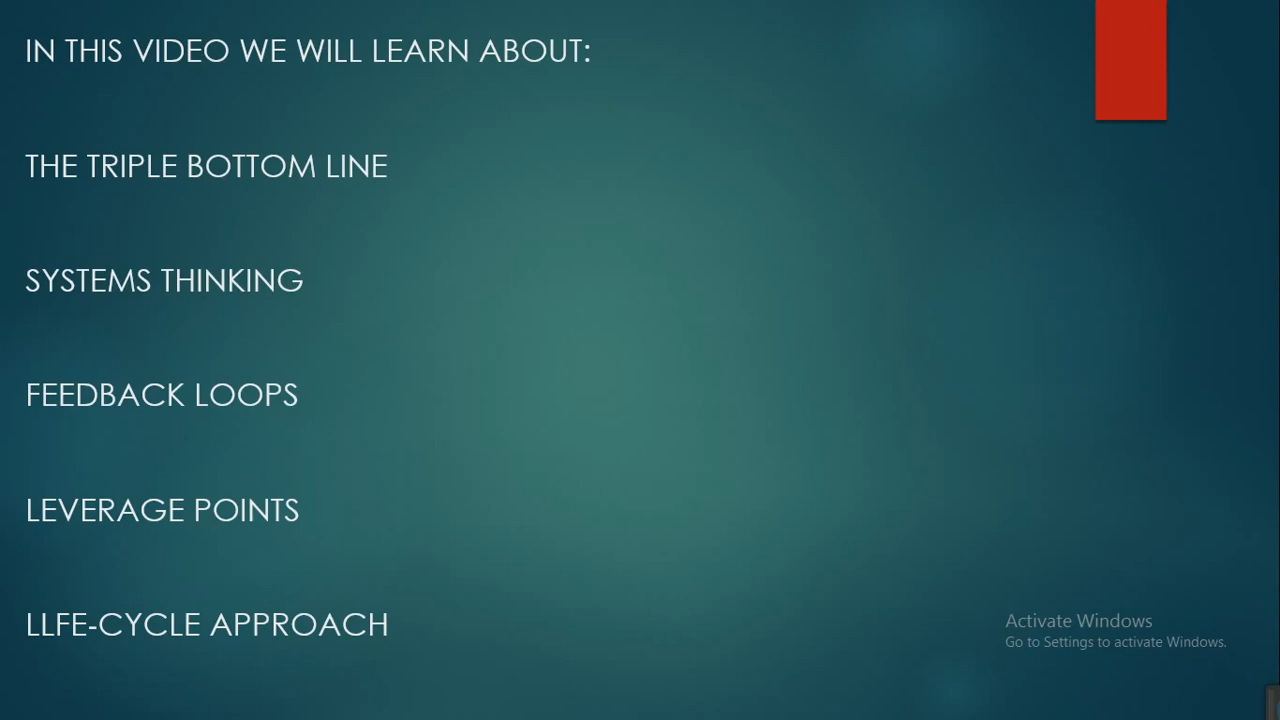 IN THIS VIDEO WE WILL LEARN ABOUT:
THE TRIPLE BOTTOM LINE
SYSTEMS THINKING
FEEDBACK LOOPS
LEVERAGE POINTS
LLFE-CYCLE APPROACH
Activate Windows
Go to Settings to activate Windows.